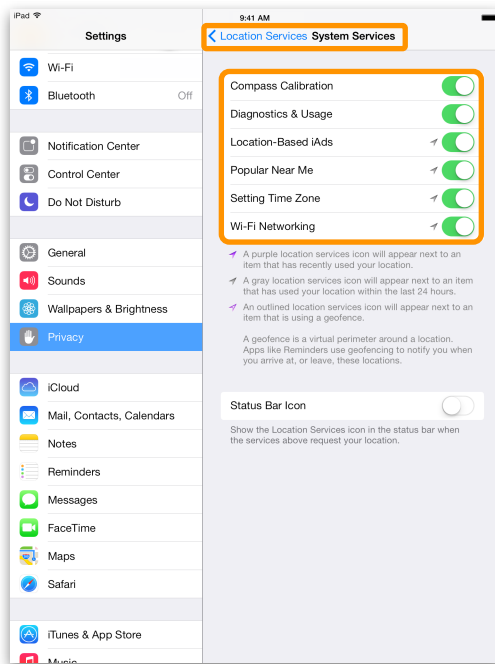 iPad
9:41 AM
Settings
Location Services System Services
Wi-Fi
Bluetooth Off
Notification Center
Control Center
Do Not Disturb
General
Sounds
Wallpapers & Brightness
Privacy
iCloud
Mail, Contacts, Calendars
Notes
Reminders
Messages
FaceTime
Maps
Safari
iTunes & App Store
Music
Compass Calibration
Diagnostics & Usage
Location-Based iAds
Popular Near Me
Setting Time Zone
Wi-Fi Networking
A purple location services icon will appear next to an
item that has recently used your location.
A gray location services icon will appear next to an item
that has used your location within the last 24 hours.
An outlined location services icon will appear next to an
item that is using a geofence.
A geofence is a virtual perimeter around a location.
Apps like Reminders use geofencing to notify you when
you arrive at, or leave, these locations.
Status Bar Icon
Show the Location Services icon in the status bar when
the services above request your location.